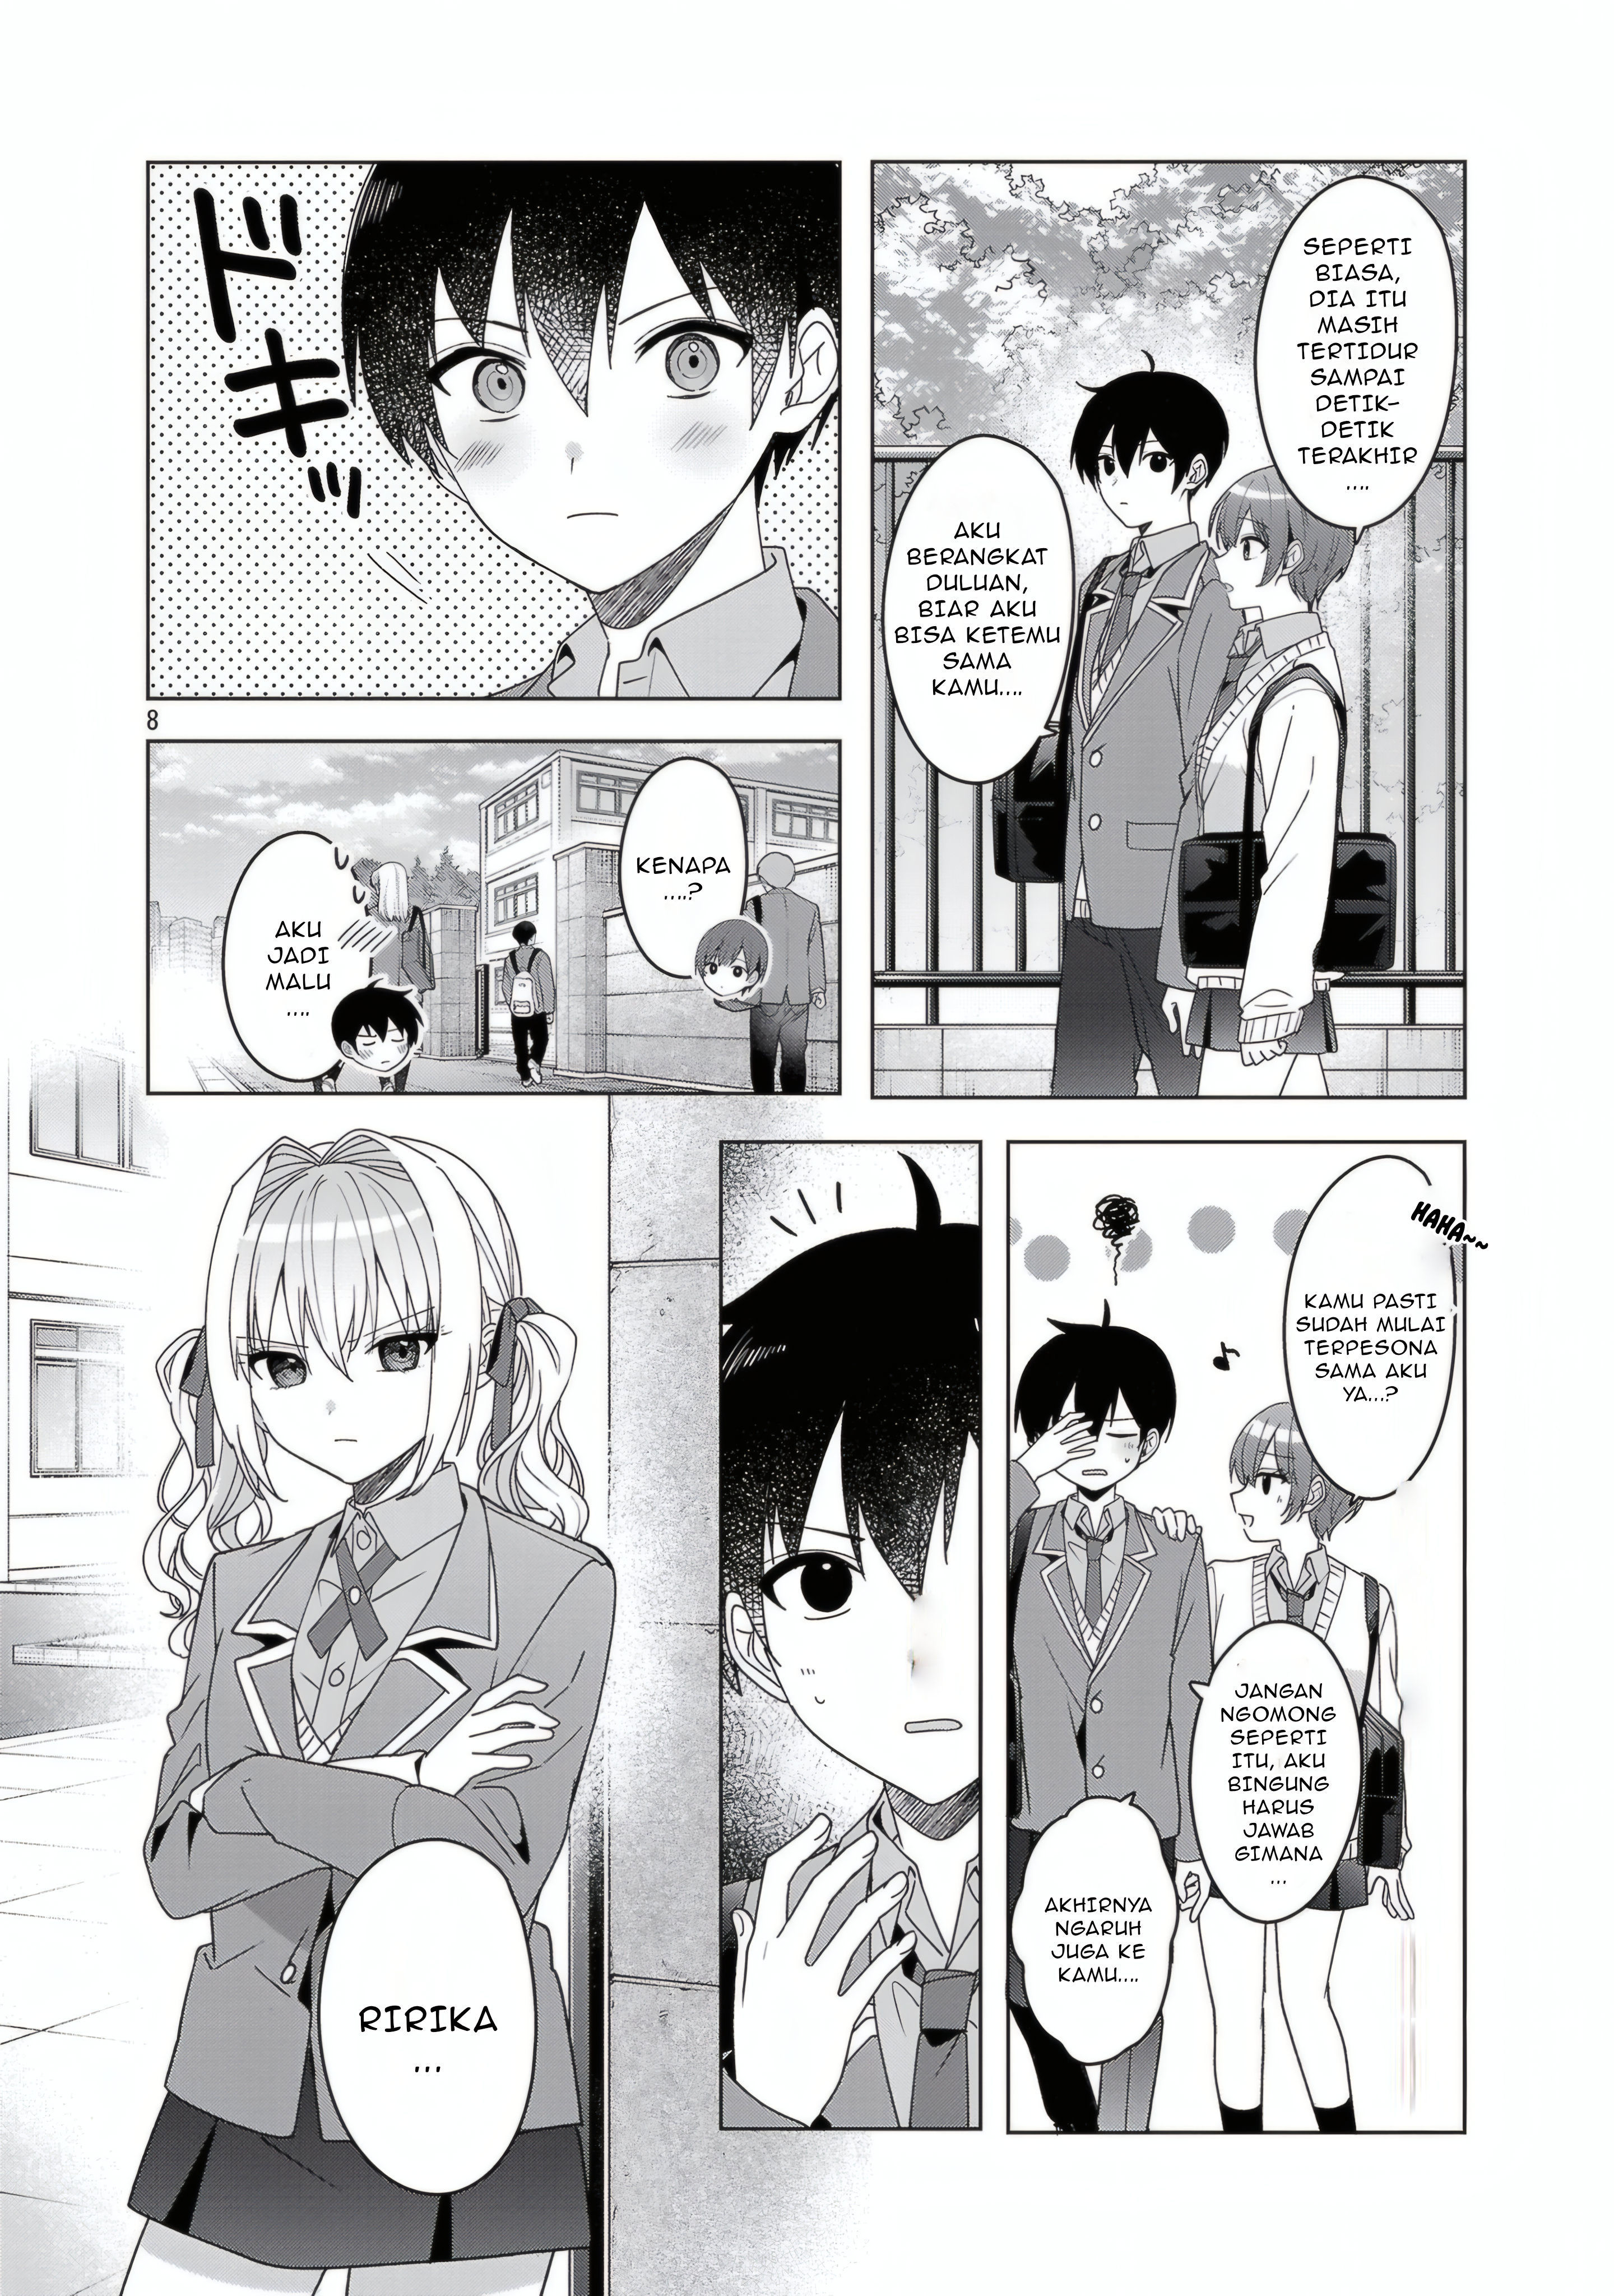 SEPERTI
BIASA,
DIA ITU
MASIH
TERTIDUR
SAMPAI
DETIK-
DETIK
TERAKHIR
....
AKU
BERANGKAT
DULUAN,
BIAR AKU
BISA KETEMU
SAMA
KAMU....
ドキッ
8
KENAPA
....?
AKU
JADI
MALU
....
HAHA~~
KAMU PASTI
SUDAH MULAI
TERPESONA
SAMA AKU
YA...?
JANGAN
NGOMONG
SEPERTI
ITU, AKU
BINGUNG
HARUS
JAWAB
GIMANA
...
AKHIRNYA
NGARUH
JUGA KE
KAMU....
RIRIKA
...